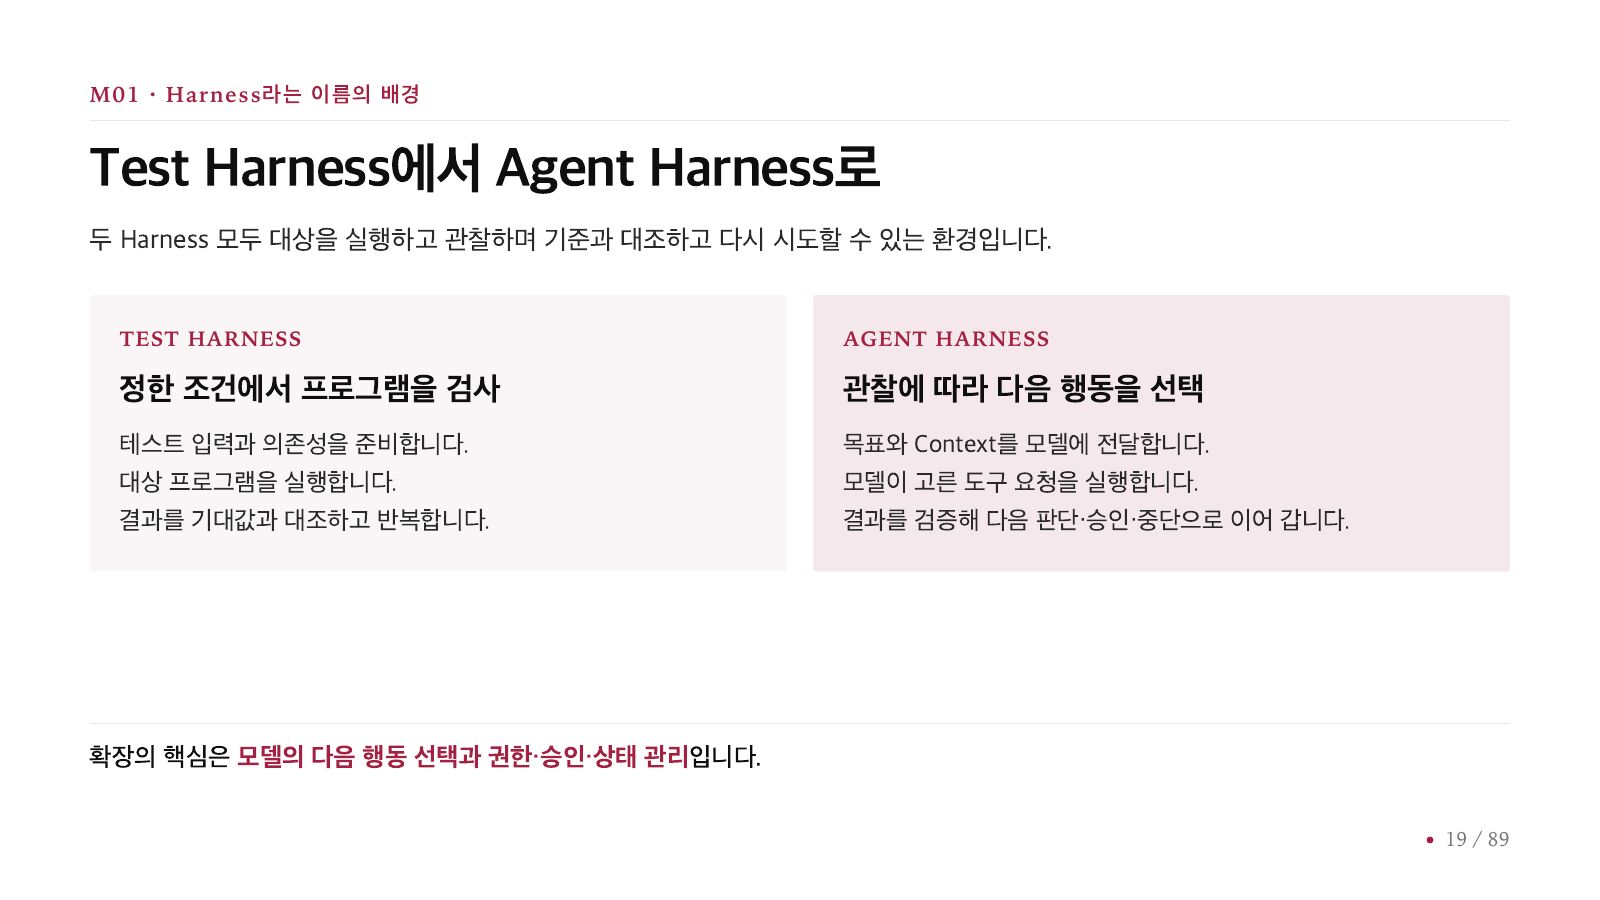 M01 · Harness라는 이름의 배경
Test Harness에서 Agent Harness로
두 Harness 모두 대상을 실행하고 관찰하며 기준과 대조하고 다시 시도할 수 있는 환경입니다.
TEST HARNESS
정한 조건에서 프로그램을 검사
테스트 입력과 의존성을 준비합니다.
대상 프로그램을 실행합니다.
결과를 기대값과 대조하고 반복합니다.
AGENT HARNESS
관찰에 따라 다음 행동을 선택
목표와 Context를 모델에 전달합니다.
모델이 고른 도구 요청을 실행합니다.
결과를 검증해 다음 판단·승인·중단으로 이어 갑니다.
확장의 핵심은 모델의 다음 행동 선택과 권한·승인·상태 관리입니다.
• 19 / 89